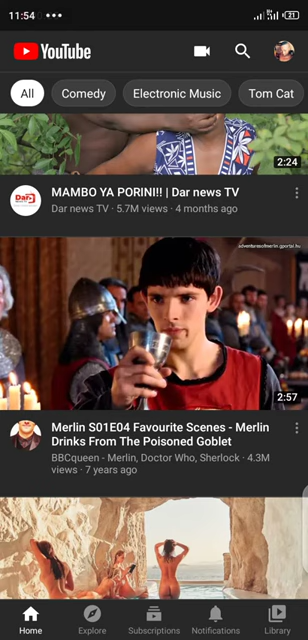 11:54
21
YouTube
All
Comedy
Electronic Music
Tom Cat
2:24
Dar
MAMBO YA PORINI!! | Dar news TV
Dar news TV · 5.7M views · 4 months ago
adventuresofmerlin.gportal.hu
2:57
Merlin S01E04 Favourite Scenes - Merlin
Drinks From The Poisoned Goblet
BBCqueen - Merlin, Doctor Who, Sherlock · 4.3M
views · 7 years ago
Home
Explore
Subscriptions
Notifications
Library